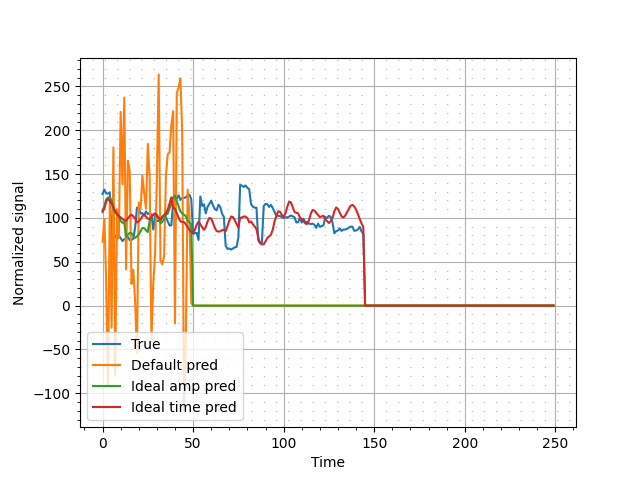 250
200
150
100
50
0
−50
−100
Normalized signal
True
Default pred
Ideal amp pred
Ideal time pred
0 50 100 150 200 250
Time